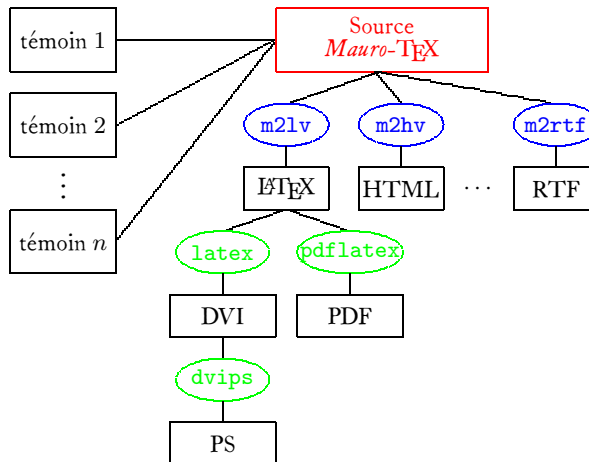 témoin 1
Source
Mauro-TEX
témoin 2
m2lv
m2hv
m2rtf
⋮
LATEX
HTML
...
RTF
témoin n
latex
pdflatex
DVI
PDF
dvips
PS